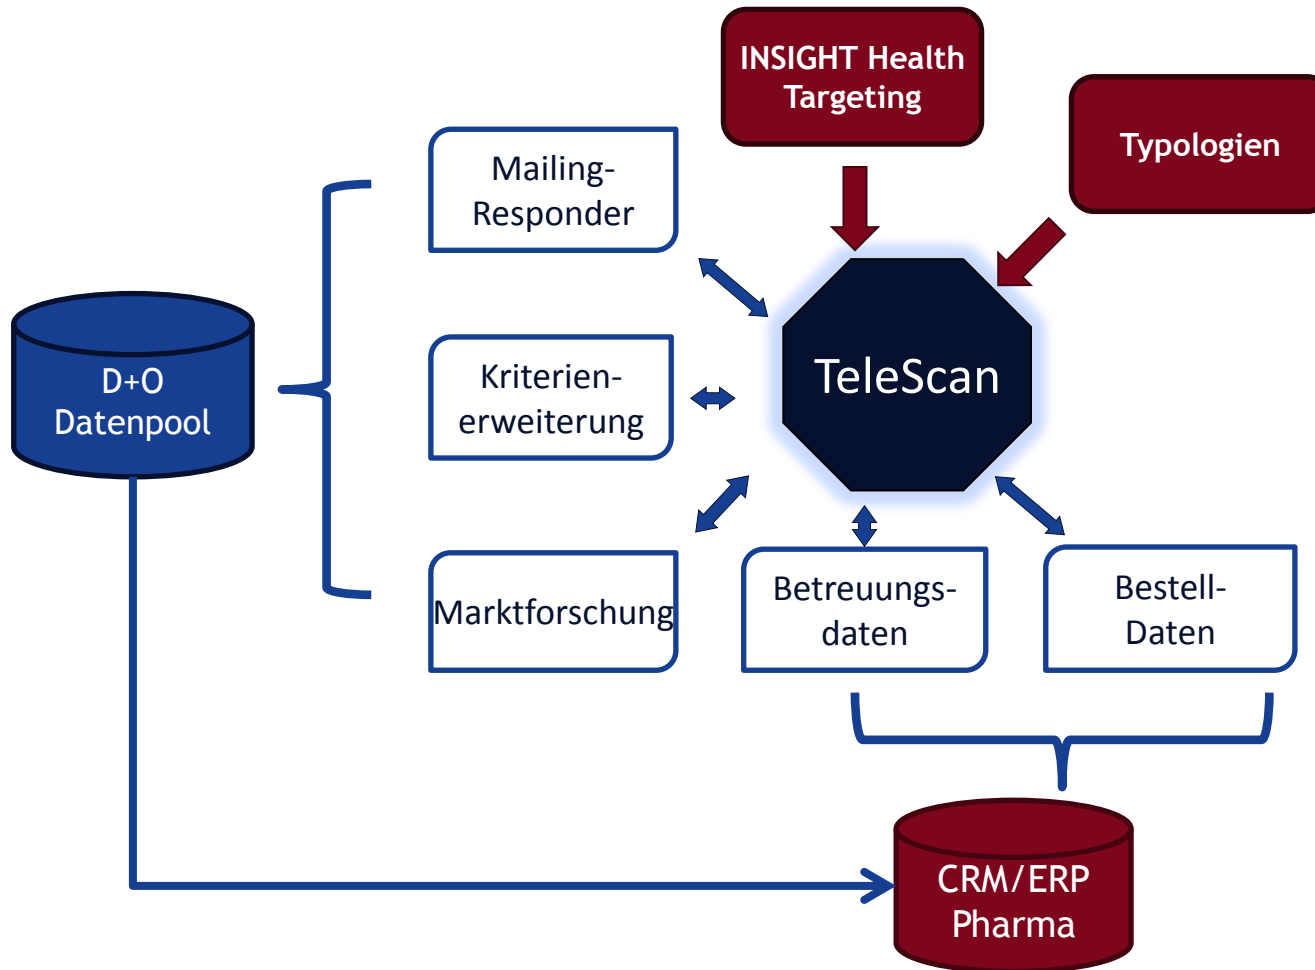 INSIGHT Health
Targeting
Typologien
Mailing-
Responder
D+O
Datenpool
Kriterien-
erweiterung
TeleScan
Marktforschung
Betreuungs-
daten
Bestell-
Daten
CRM/ERP
Pharma